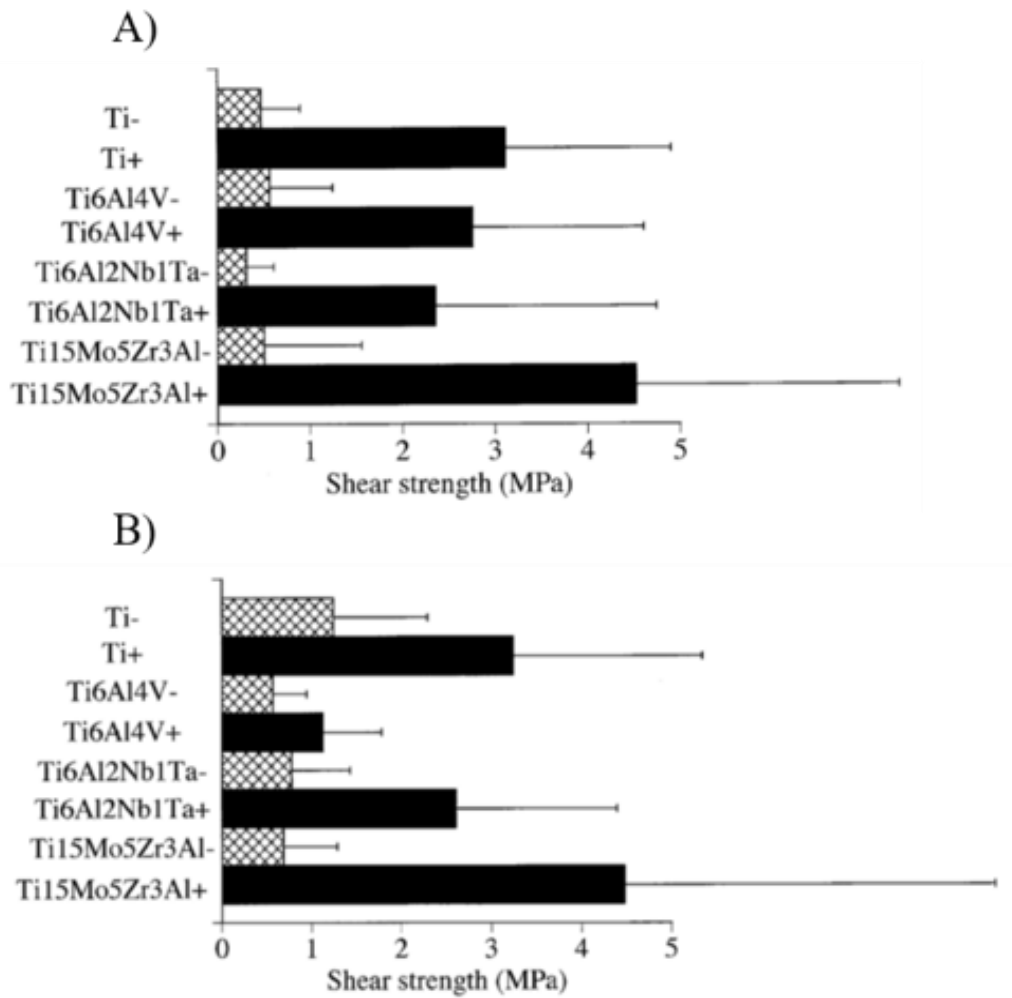 A)
Ti-
Ti+
Ti6Al4V-
Ti6Al4V+
Ti6Al2Nb1Ta-
Ti6Al2Nb1Ta+
Ti15Mo5Zr3Al-
Ti15Mo5Zr3Al+
0 1 2 3 4 5
Shear strength (MPa)
B)
Ti-
Ti+
Ti6Al4V-
Ti6Al4V+
Ti6Al2Nb1Ta-
Ti6Al2Nb1Ta+
Ti15Mo5Zr3Al-
Ti15Mo5Zr3Al+
0 1 2 3 4 5
Shear strength (MPa)